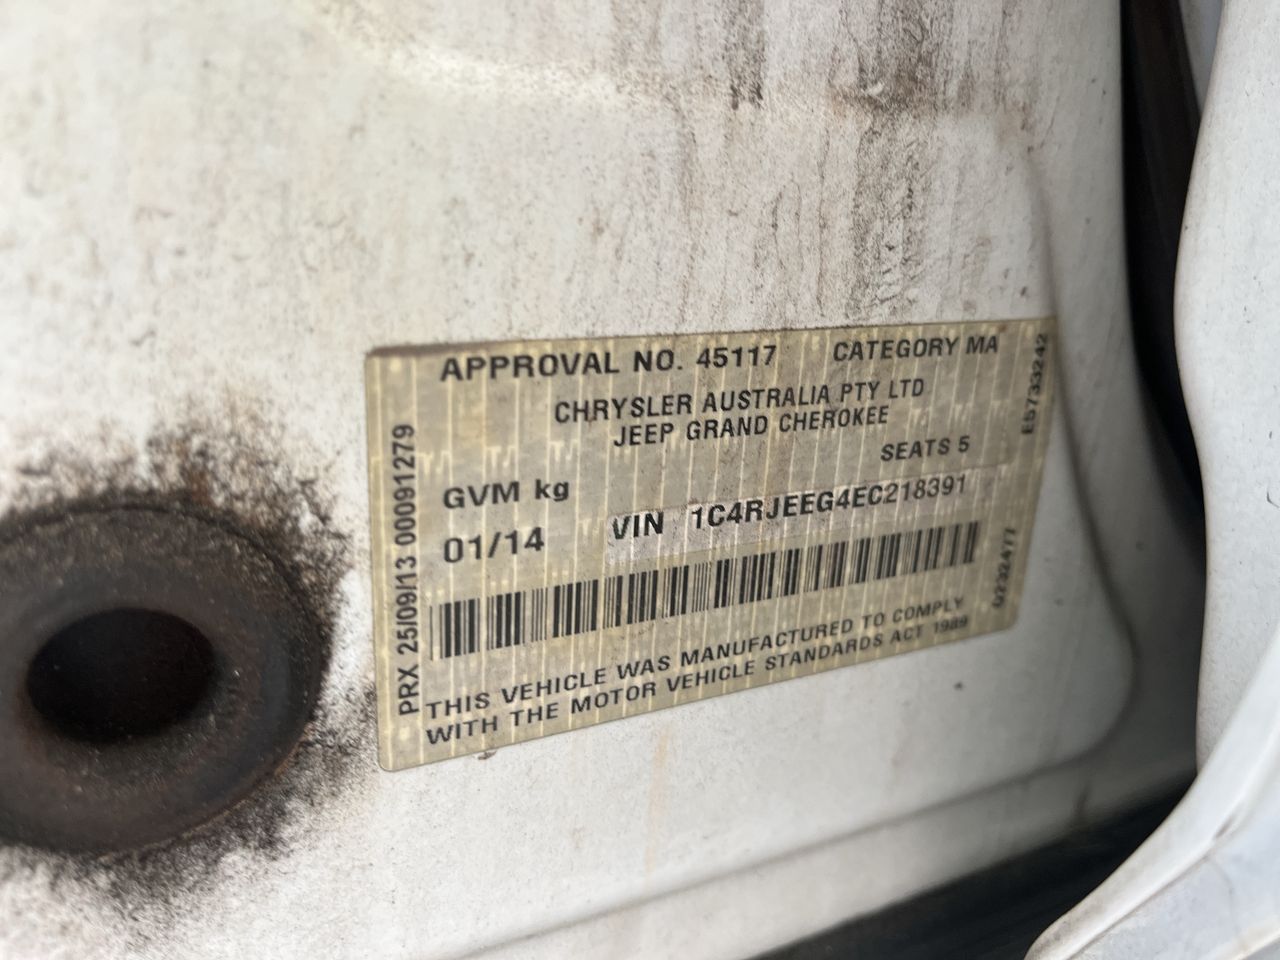 APPROVAL NO. 45117 CATEGORY MA
CHRYSLER AUSTRALIA PTY LTD
JEEP GRAND CHEROKEE
SEATS 5
GVM kg
01/14 VIN 1C4RJEEG4EC218391
THIS VEHICLE WAS MANUFACTURED TO COMPLY
WITH THE MOTOR VEHICLE STANDARDS ACT 1989
PRX 25/09/13 00091279
E5733242
0232477